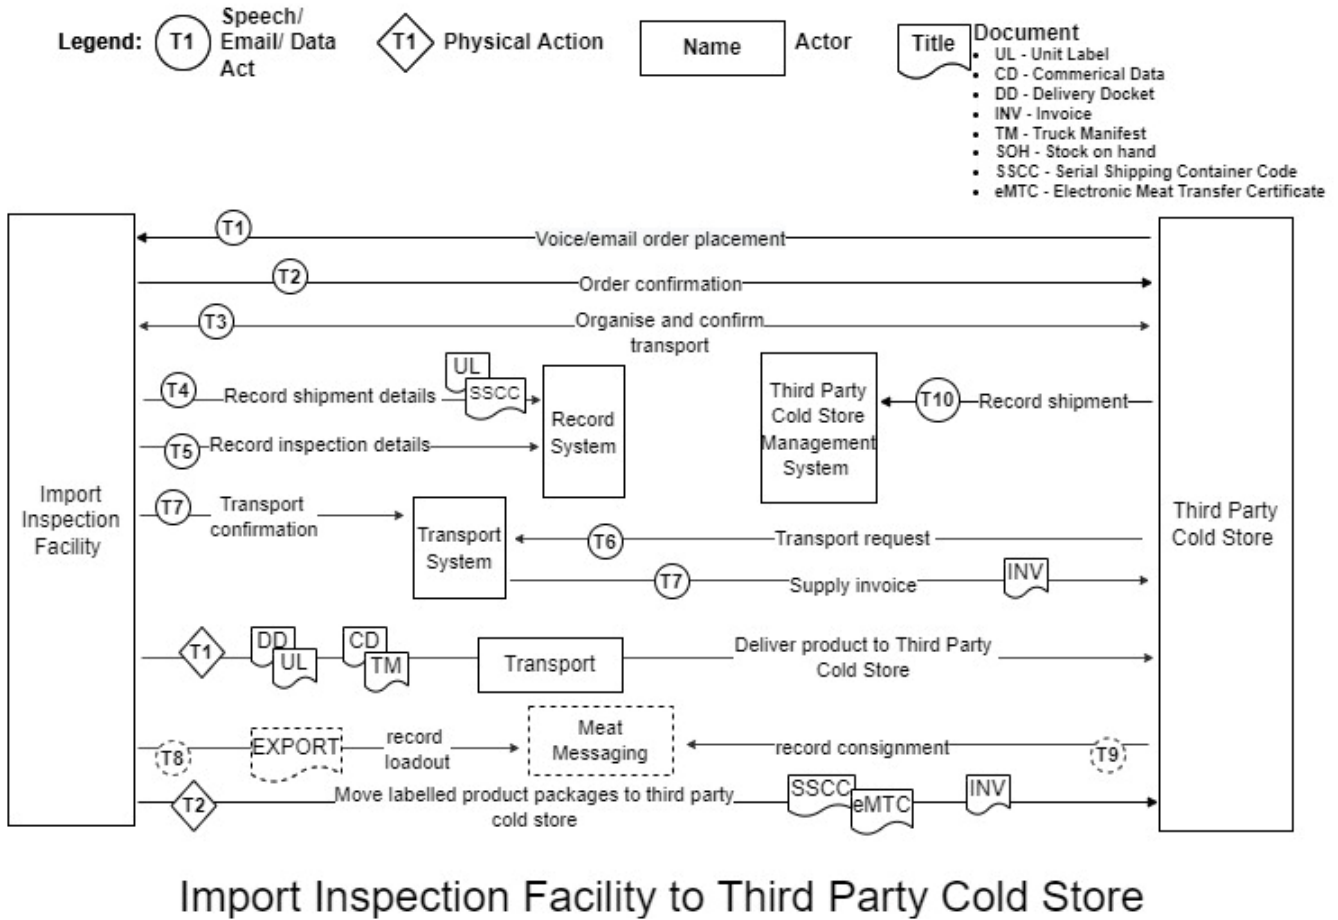 Legend:
T1
Speech/
Email/ Data
Act
T1
Physical Action
Name
Actor
Title
Document
UL - Unit Label
CD - Commerical Data
DD - Delivery Docket
INV - Invoice
TM - Truck Manifest
SOH - Stock on hand
SSCC - Serial Shipping Container Code
eMTC - Electronic Meat Transfer Certificate
Import
Inspection
Facility
Third Party
Cold Store
T1
Voice/email order placement
T2
Order confirmation
T3
Organise and confirm
transport
T4
Record shipment details
UL
SSCC
Record
System
Third Party
Cold Store
Management
System
T10
Record shipment
T5
Record inspection details
T7
Transport
confirmation
Transport
System
T6
Transport request
T7
Supply invoice
INV
T1
DD
UL
CD
TM
Transport
Deliver product to Third Party
Cold Store
T8
EXPORT
record
loadout
Meat
Messaging
record consignment
T9
T2
Move labelled product packages to third party
cold store
SSCC
eMTC
INV
Import Inspection Facility to Third Party Cold Store